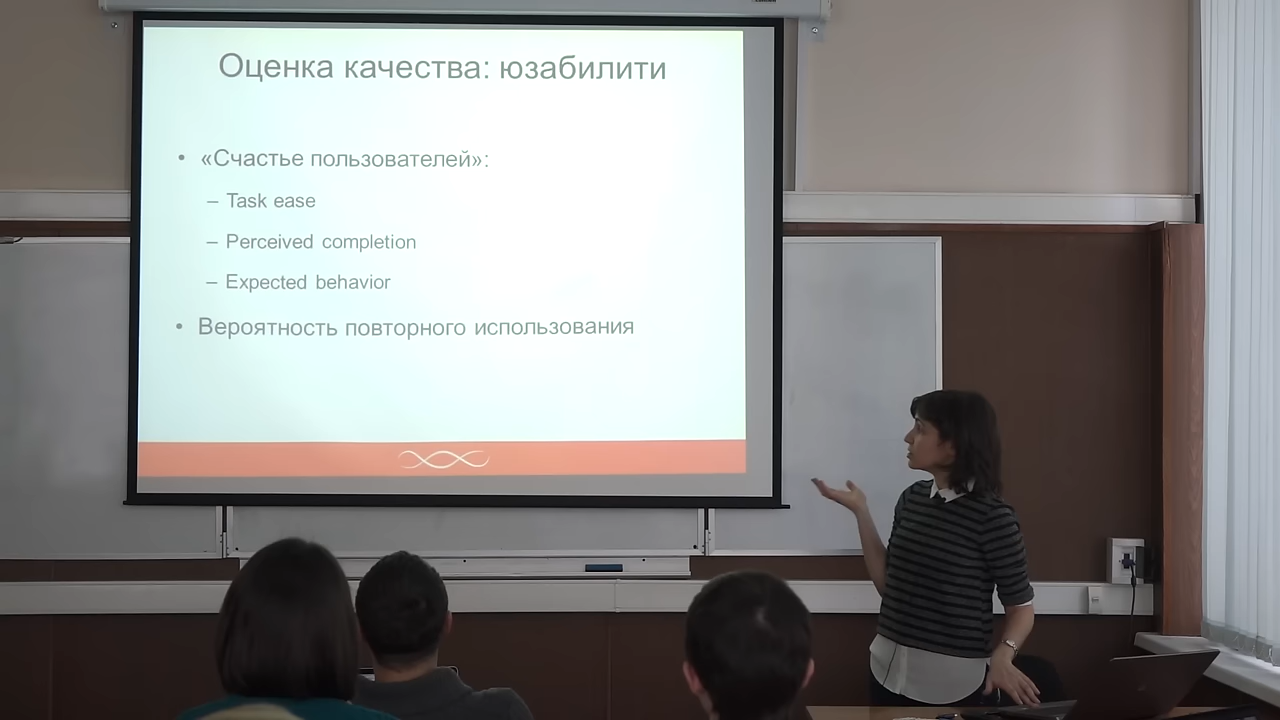 Оценка качества: юзабилити
• «Счастье пользователей»:
– Task ease
– Perceived completion
– Expected behavior
• Вероятность повторного использования